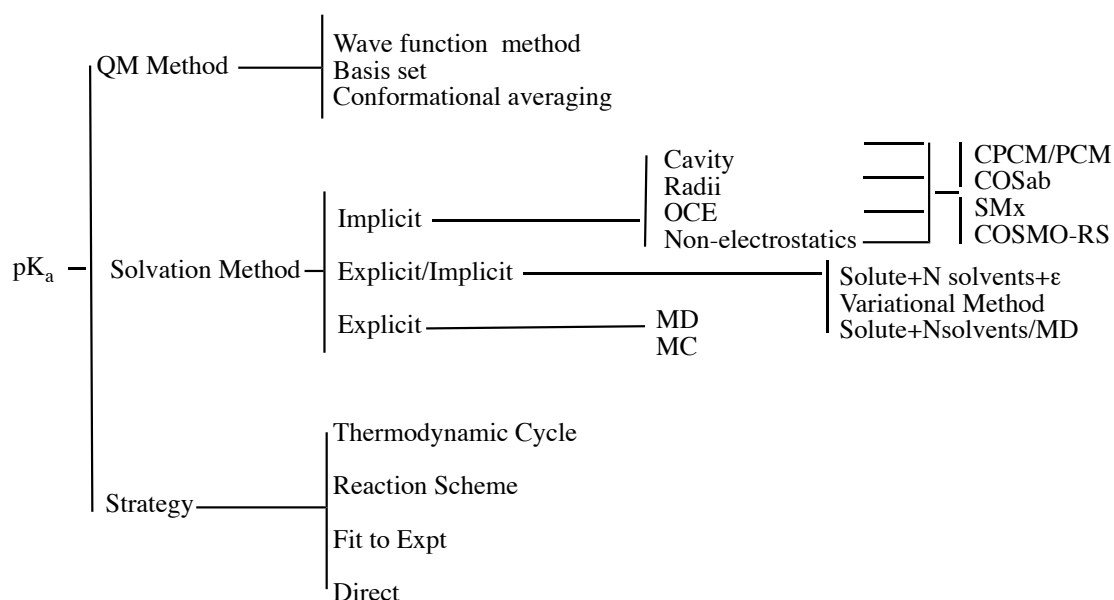 QM Method
Wave function method
Basis set
Conformational averaging
pKₐ
Solvation Method
Implicit
Cavity
Radii
OCE
Non-electrostatics
CPCM/PCM
COSab
SMx
COSMO-RS
Explicit/Implicit
Solute+N solvents+ε
Variational Method
Solute+Nsolvents/MD
Explicit
MD
MC
Strategy
Thermodynamic Cycle
Reaction Scheme
Fit to Expt
Direct